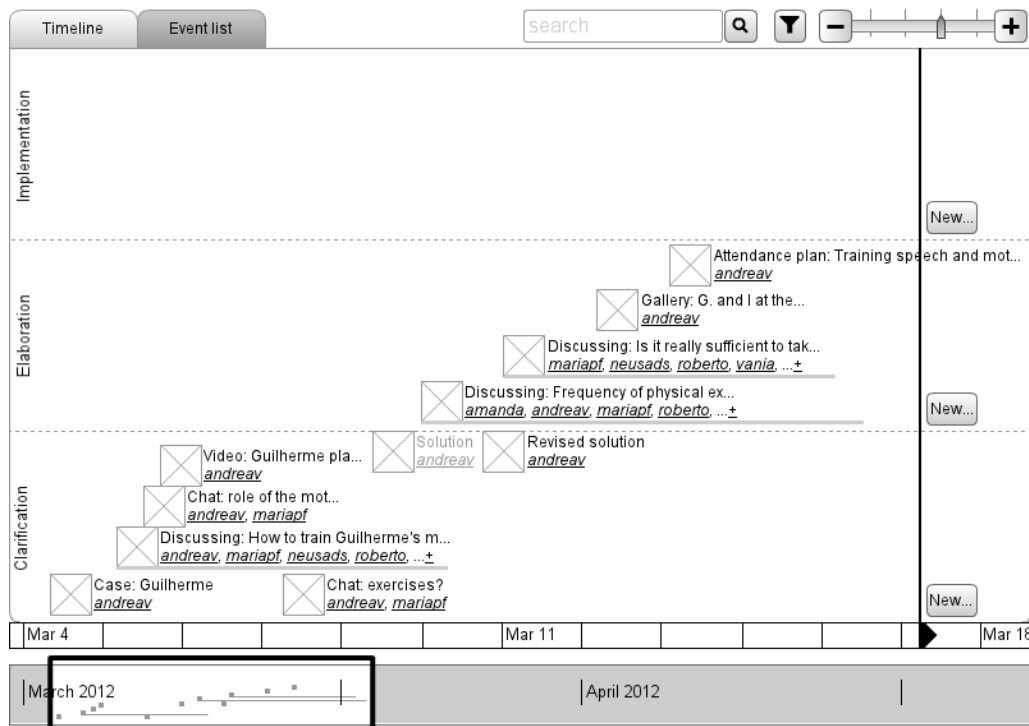 Timeline
Event list
search
Implementation
New...
Elaboration
Attendance plan: Training speech and mot...
andreav
Gallery: G. and I at the...
andreav
Discussing: Is it really sufficient to tak...
mariapf, neusads, roberto, vania, ...+
Discussing: Frequency of physical ex...
amanda, andreav, mariapf, roberto, ...+
New...
Clarification
Solution
andreav
Revised solution
andreav
Video: Guilherme pla...
andreav
Chat: role of the mot...
andreav, mariapf
Discussing: How to train Guilherme's m...
andreav, mariapf, neusads, roberto, ...+
Case: Guilherme
andreav
Chat: exercises?
andreav, mariapf
New...
Mar 4
Mar 11
Mar 18
March 2012
April 2012